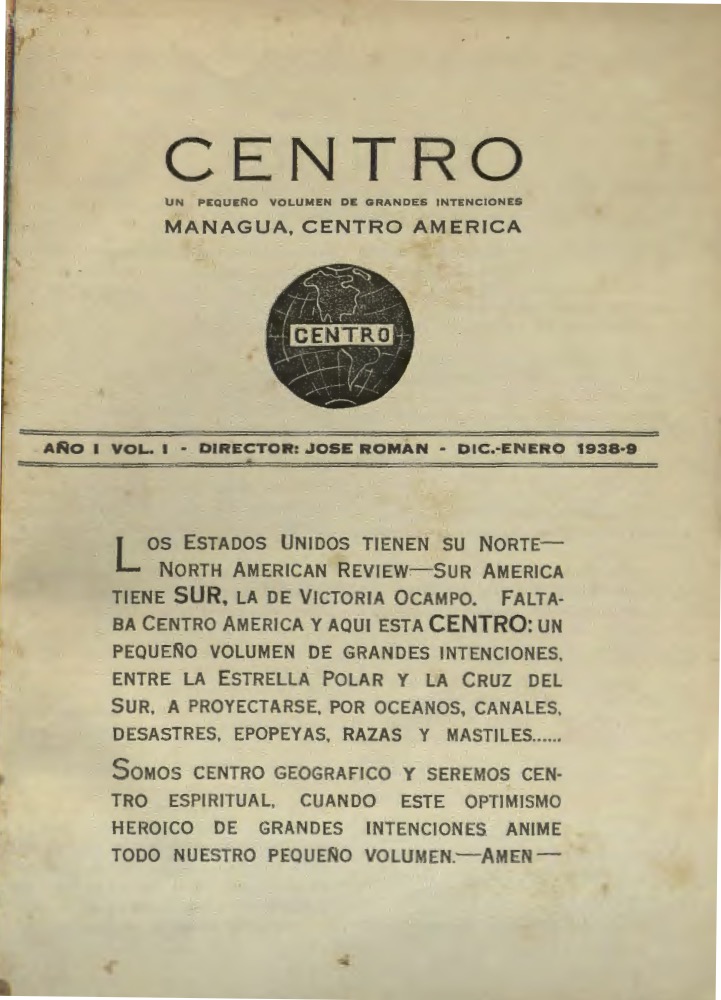 CENTRO
UN PEQUEÑO VOLUMEN DE GRANDES INTENCIONES
MANAGUA, CENTRO AMERICA
CENTRO
AÑO I VOL. I - DIRECTOR: JOSE ROMAN - DIC.-ENERO 1938-9
LOS ESTADOS UNIDOS TIENEN SU NORTE—
NORTH AMERICAN REVIEW—SUR AMERICA
TIENE SUR, LA DE VICTORIA OCAMPO. FALTA-
BA CENTRO AMERICA Y AQUI ESTA CENTRO: UN
PEQUEÑO VOLUMEN DE GRANDES INTENCIONES,
ENTRE LA ESTRELLA POLAR Y LA CRUZ DEL
SUR, A PROYECTARSE, POR OCEANOS, CANALES,
DESASTRES, EPOPEYAS, RAZAS Y MASTILES......
SOMOS CENTRO GEOGRAFICO Y SEREMOS CEN-
TRO ESPIRITUAL, CUANDO ESTE OPTIMISMO
HEROICO DE GRANDES INTENCIONES ANIME
TODO NUESTRO PEQUEÑO VOLUMEN.—AMEN—